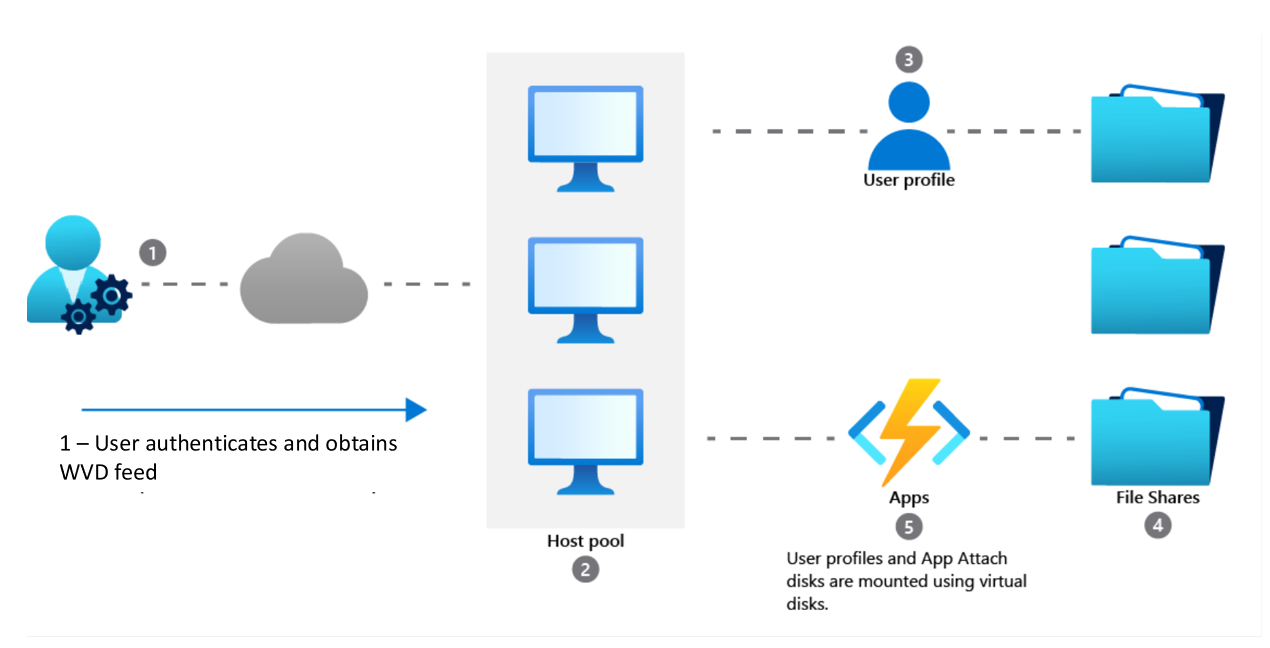 1
3
User profile
1 – User authenticates and obtains
WVD feed
Host pool
2
Apps
5
User profiles and App Attach
disks are mounted using virtual
disks.
File Shares
4